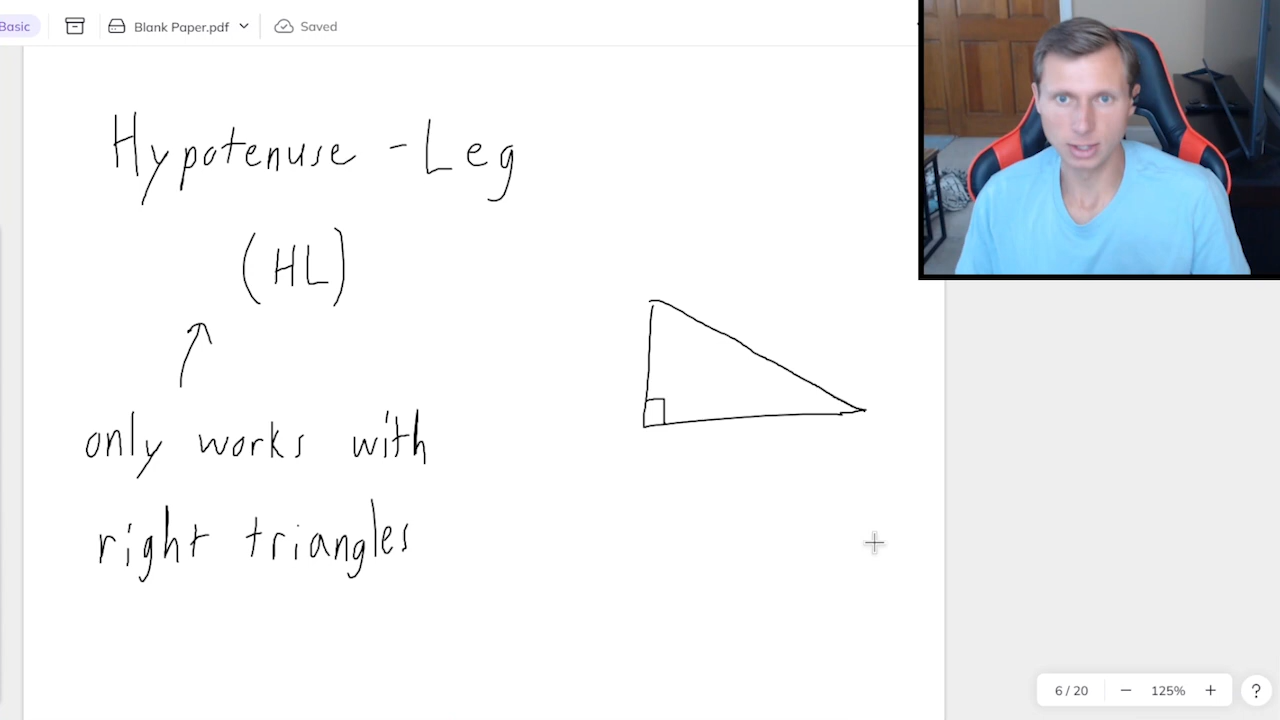 Basic
Blank Paper.pdf
Saved
Hypotenuse - Leg
(HL)
only works with
right triangles
6 / 20
125%
?